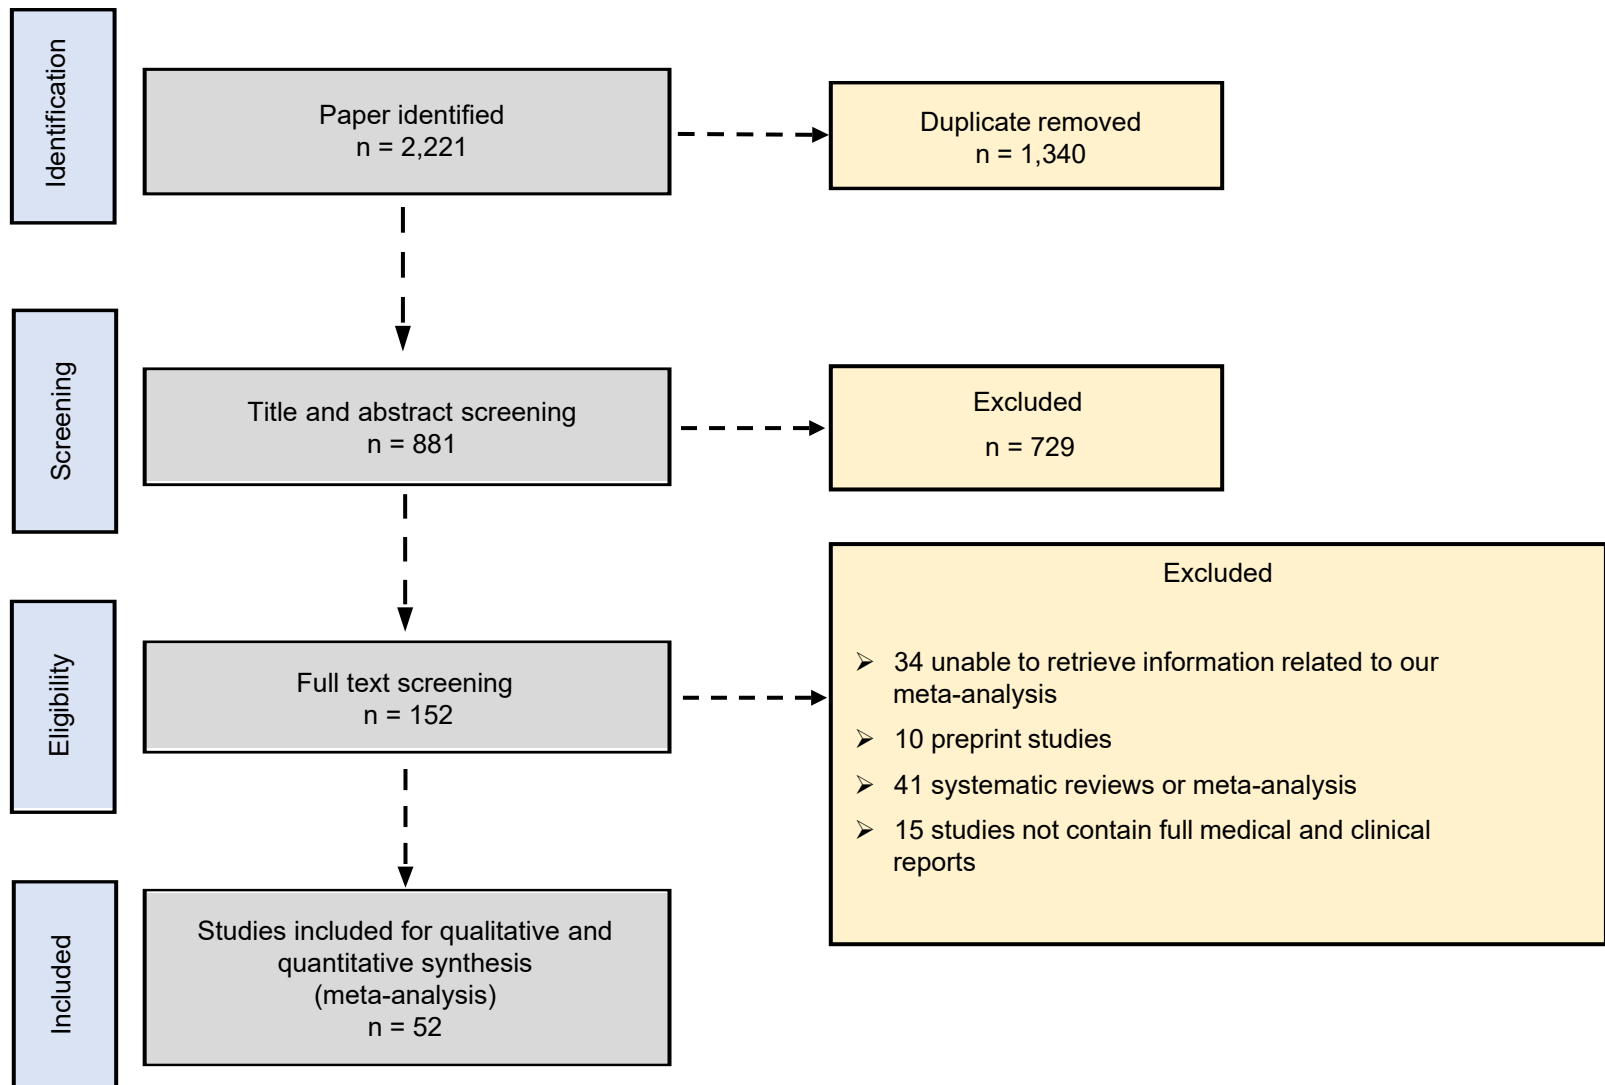 Identification
Paper identified
n = 2,221
Duplicate removed
n = 1,340
Screening
Title and abstract screening
n = 881
Excluded
n = 729
Eligibility
Full text screening
n = 152
Excluded
➢ 34 unable to retrieve information related to our
meta-analysis
➢ 10 preprint studies
➢ 41 systematic reviews or meta-analysis
➢ 15 studies not contain full medical and clinical
reports
Included
Studies included for qualitative and
quantitative synthesis
(meta-analysis)
n = 52